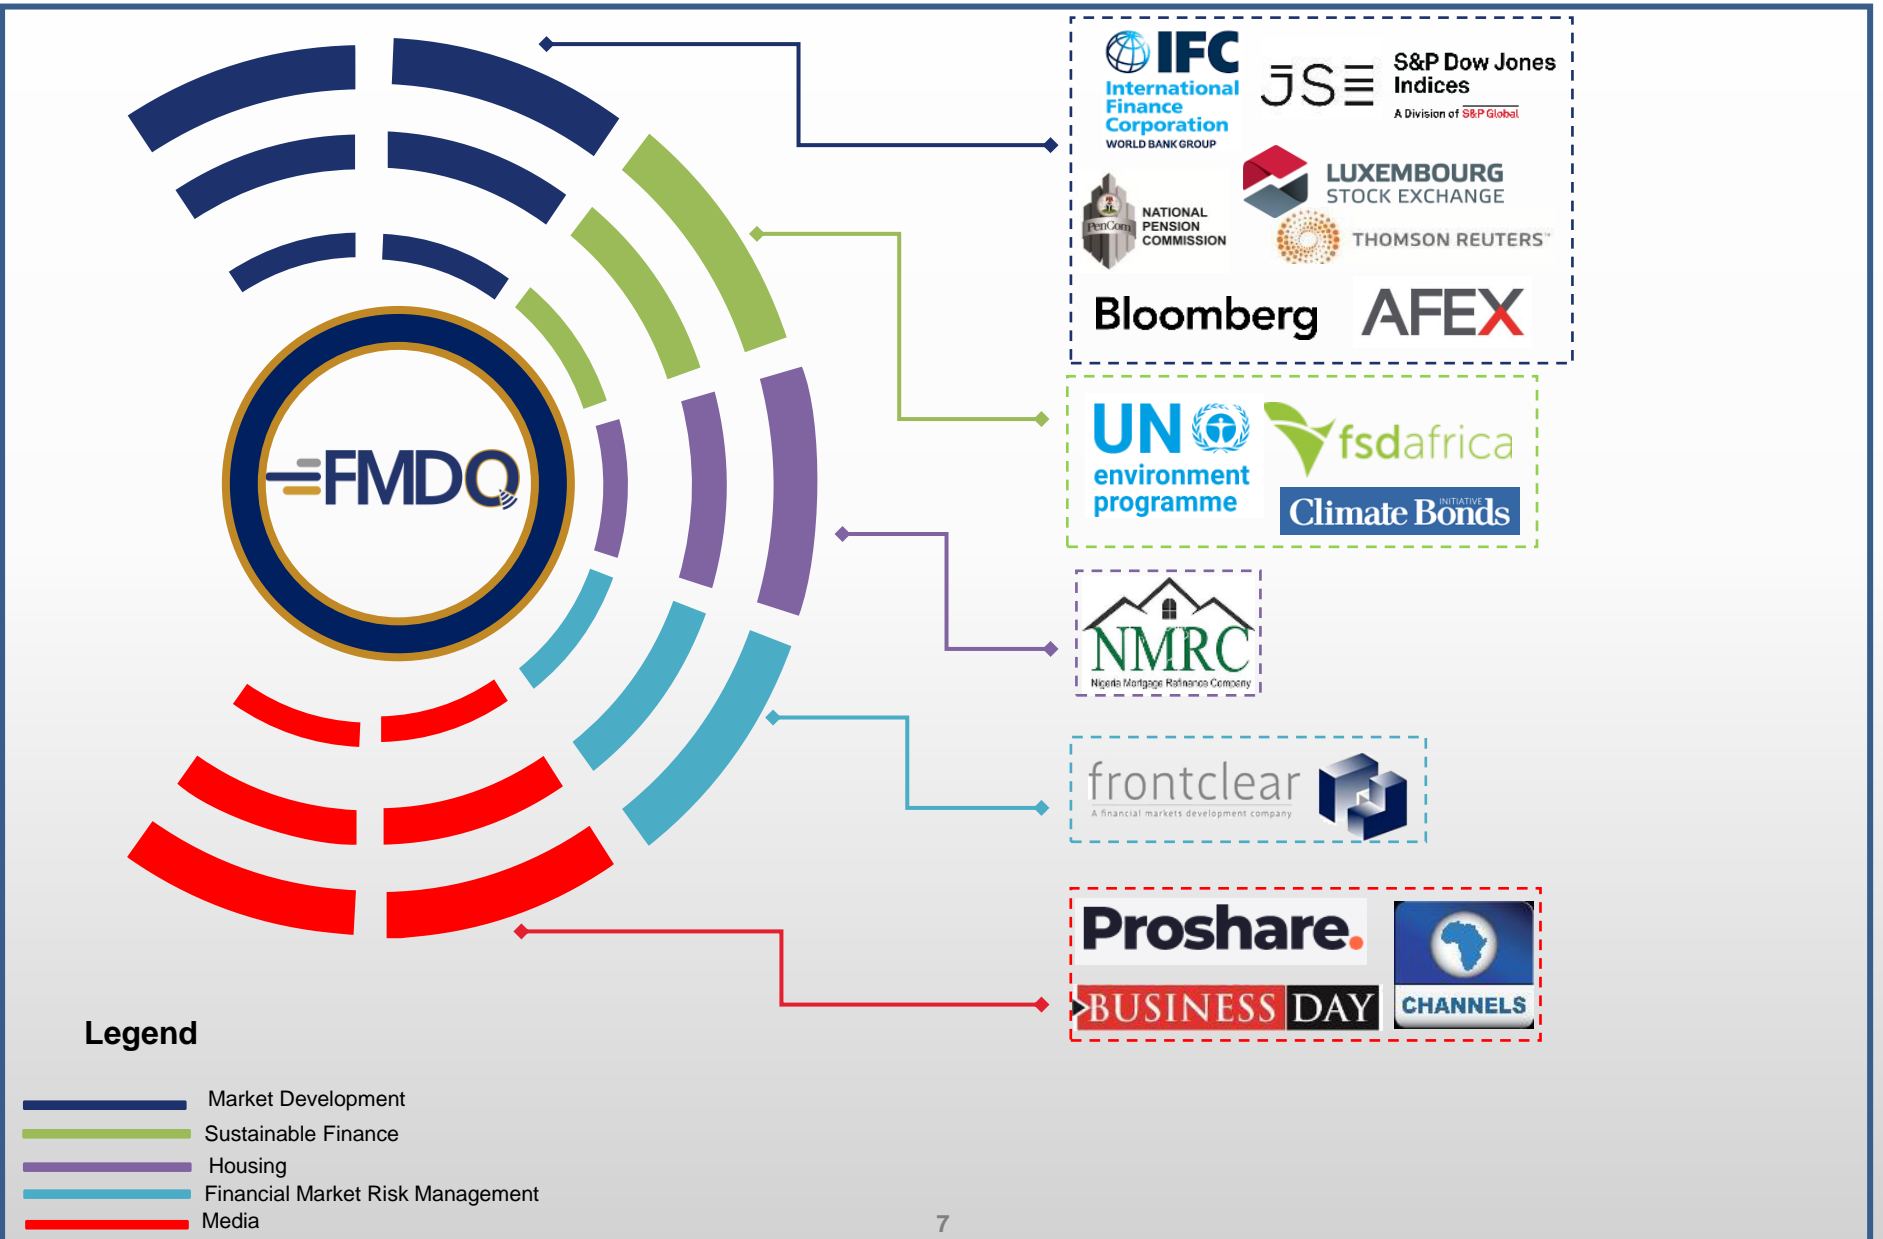 IFC
International
Finance
Corporation
WORLD BANK GROUP
JSE
S&P Dow Jones
Indices
A Division of S&P Global
PenCom
NATIONAL
PENSION
COMMISSION
LUXEMBOURG
STOCK EXCHANGE
THOMSON REUTERS™
Bloomberg
AFEX
UN
environment
programme
fsdafrica
Climate Bonds
INITIATIVE
FMDQ
NMRC
Nigeria Mortgage Refinance Company
frontclear
A financial markets development company
Proshare.
BUSINESS DAY
CHANNELS
Legend
Market Development
Sustainable Finance
Housing
Financial Market Risk Management
Media
7